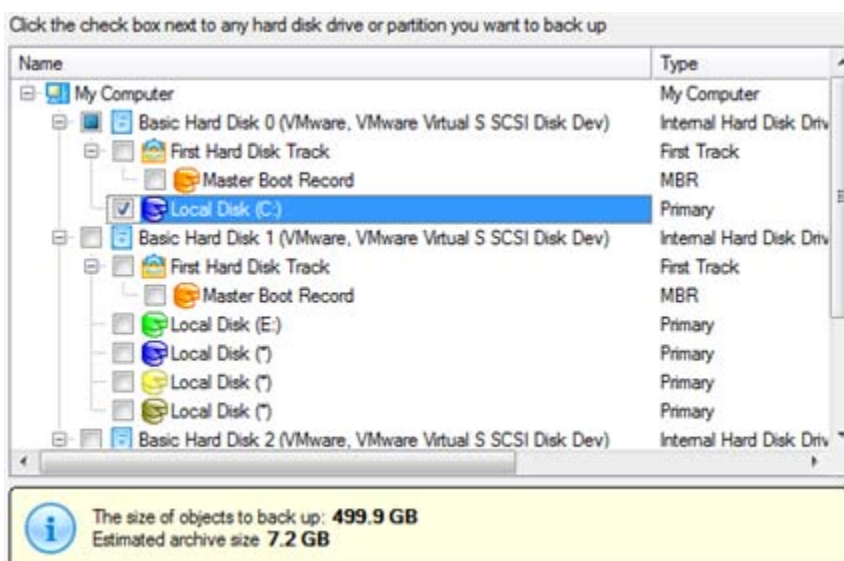 Click the check box next to any hard disk drive or partition you want to back up
Name Type
My Computer My Computer
Basic Hard Disk 0 (VMware, VMware Virtual S SCSI Disk Dev) Internal Hard Disk Driv
First Hard Disk Track First Track
Master Boot Record MBR
Local Disk (C:) Primary
Basic Hard Disk 1 (VMware, VMware Virtual S SCSI Disk Dev) Internal Hard Disk Driv
First Hard Disk Track First Track
Master Boot Record MBR
Local Disk (E:) Primary
Local Disk (*) Primary
Local Disk (*) Primary
Local Disk (*) Primary
Basic Hard Disk 2 (VMware, VMware Virtual S SCSI Disk Dev) Internal Hard Disk Driv
The size of objects to back up: 499.9 GB
Estimated archive size 7.2 GB